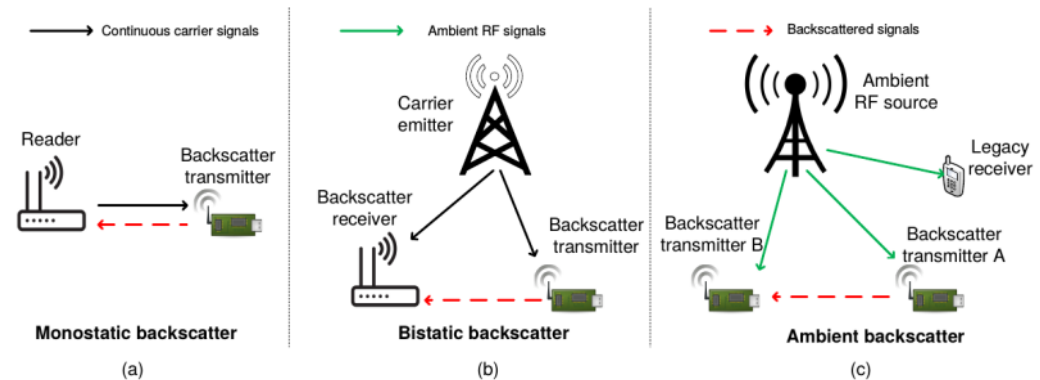 Continuous carrier signals
Ambient RF signals
Backscattered signals
Reader
Backscatter
transmitter
Monostatic backscatter
(a)
Carrier
emitter
Backscatter
receiver
Backscatter
transmitter
Bistatic backscatter
(b)
Ambient
RF source
Legacy
receiver
Backscatter
transmitter B
Backscatter
transmitter A
Ambient backscatter
(c)